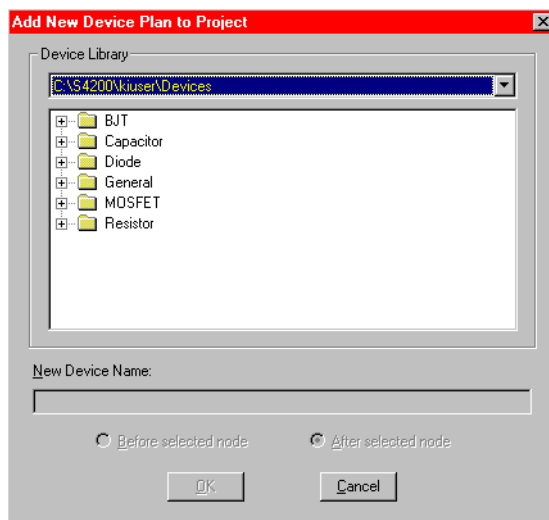 Add New Device Plan to Project
Device Library
C:\S4200\kiuser\Devices
BJT
Capacitor
Diode
General
MOSFET
Resistor
New Device Name:
Before selected node After selected node
OK Cancel